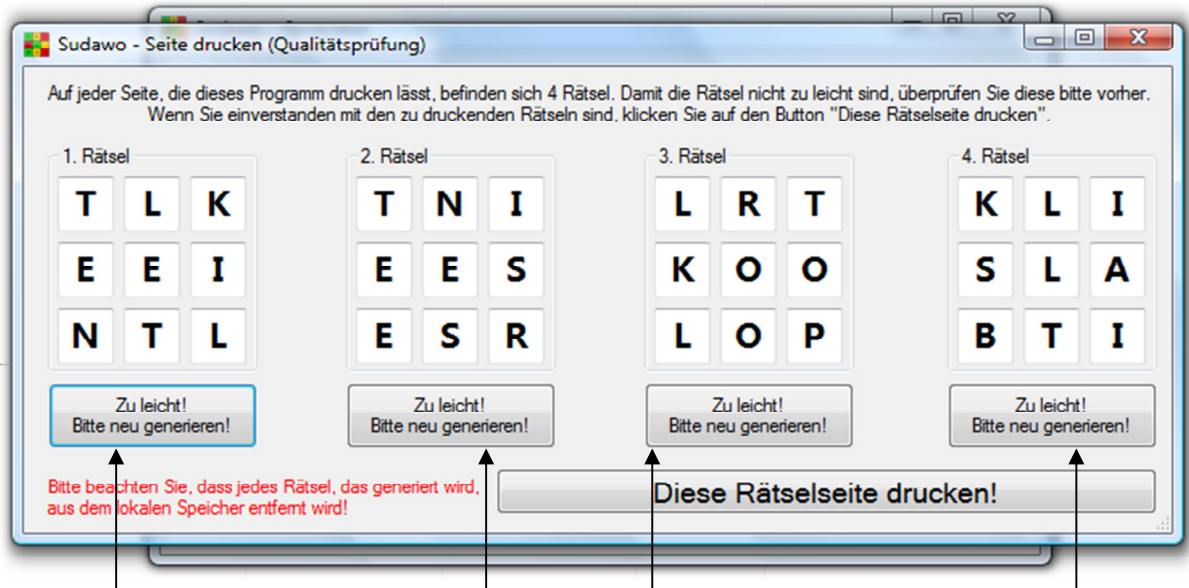 Sudawo - Seite drucken (Qualitätsprüfung)
Auf jeder Seite, die dieses Programm drucken lässt, befinden sich 4 Rätsel. Damit die Rätsel nicht zu leicht sind, überprüfen Sie diese bitte vorher.
Wenn Sie einverstanden mit den zu druckenden Rätseln sind, klicken Sie auf den Button "Diese Rätselseite drucken".
1. Rätsel
T L K
E E I
N T L
Zu leicht!
Bitte neu generieren!
2. Rätsel
T N I
E E S
E S R
Zu leicht!
Bitte neu generieren!
3. Rätsel
L R T
K O O
L O P
Zu leicht!
Bitte neu generieren!
4. Rätsel
K L I
S L A
B T I
Zu leicht!
Bitte neu generieren!
Bitte beachten Sie, dass jedes Rätsel, das generiert wird,
aus dem lokalen Speicher entfernt wird!
Diese Rätselseite drucken!